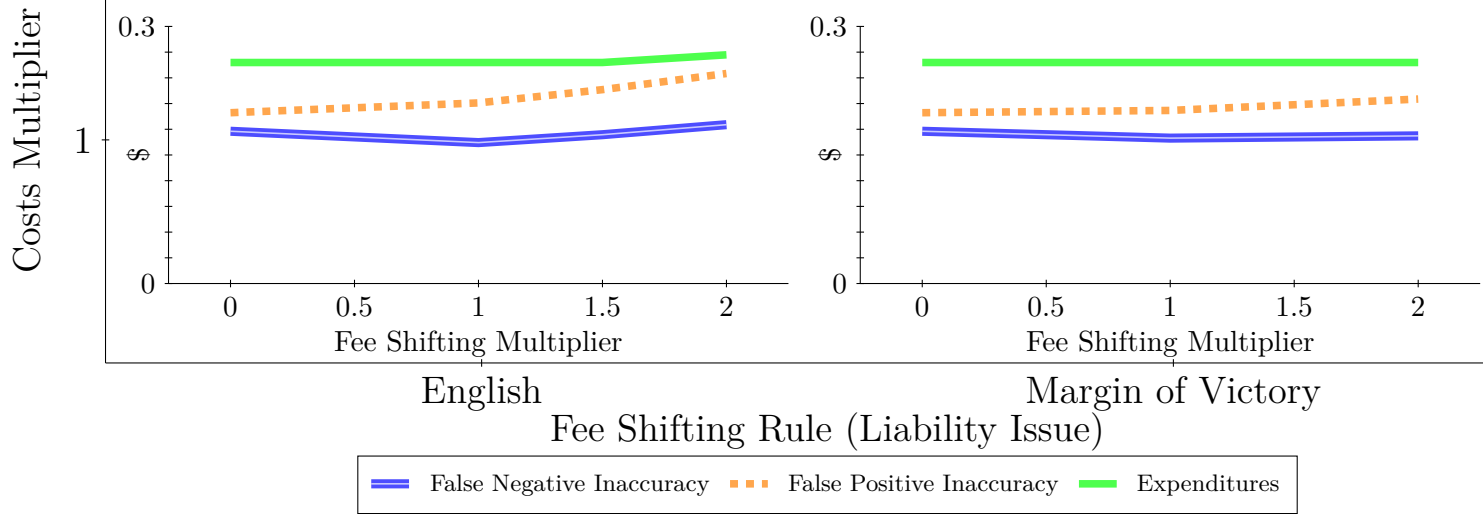 Costs Multiplier
1
0.3
$
0
0 0.5 1 1.5 2
Fee Shifting Multiplier
English
0.3
$
0
0 0.5 1 1.5 2
Fee Shifting Multiplier
Margin of Victory
Fee Shifting Rule (Liability Issue)
False Negative Inaccuracy False Positive Inaccuracy Expenditures